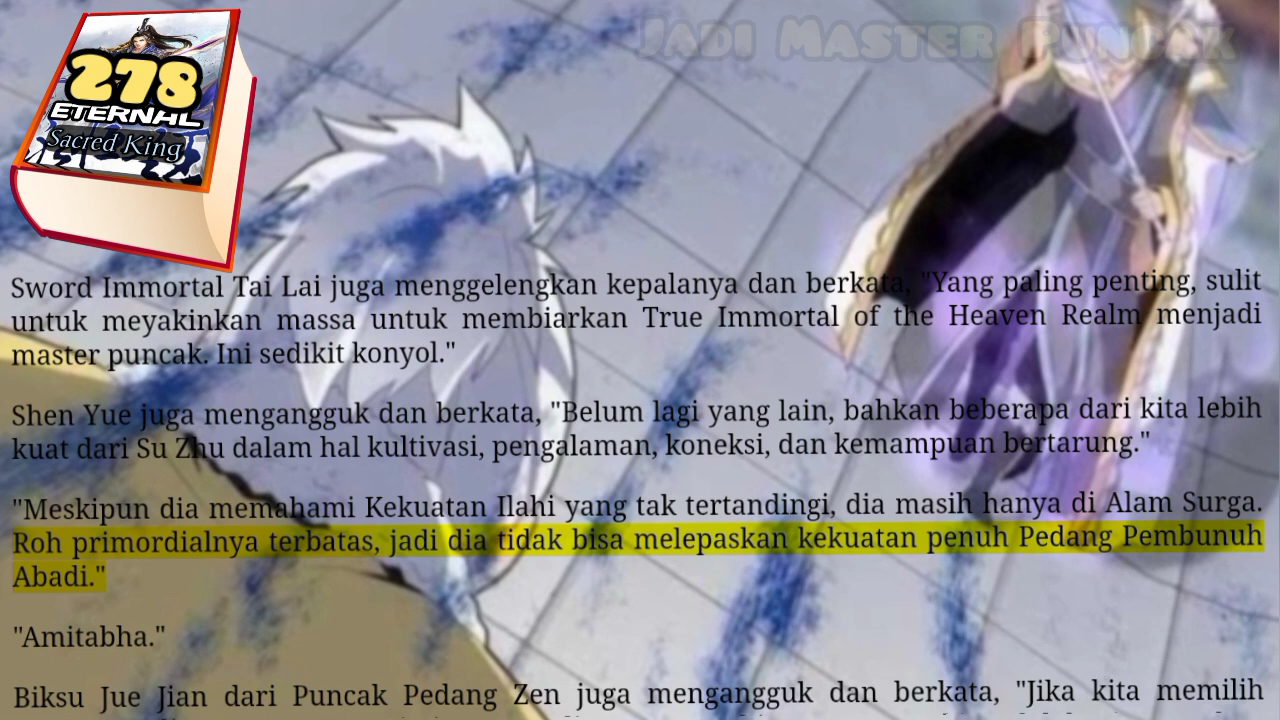 JADI MASTER PUNCAK
278
ETERNAL
Sacred King
Sword Immortal Tai Lai juga menggelengkan kepalanya dan berkata, "Yang paling penting, sulit
untuk meyakinkan massa untuk membiarkan True Immortal of the Heaven Realm menjadi
master puncak. Ini sedikit konyol."
Shen Yue juga mengangguk dan berkata, "Belum lagi yang lain, bahkan beberapa dari kita lebih
kuat dari Su Zhu dalam hal kultivasi, pengalaman, koneksi, dan kemampuan bertarung."
"Meskipun dia memahami Kekuatan Ilahi yang tak tertandingi, dia masih hanya di Alam Surga.
Roh primordialnya terbatas, jadi dia tidak bisa melepaskan kekuatan penuh Pedang Pembunuh
Abadi."
"Amitabha."
Biksu Jue Jian dari Puncak Pedang Zen juga mengangguk dan berkata, "Jika kita memilih